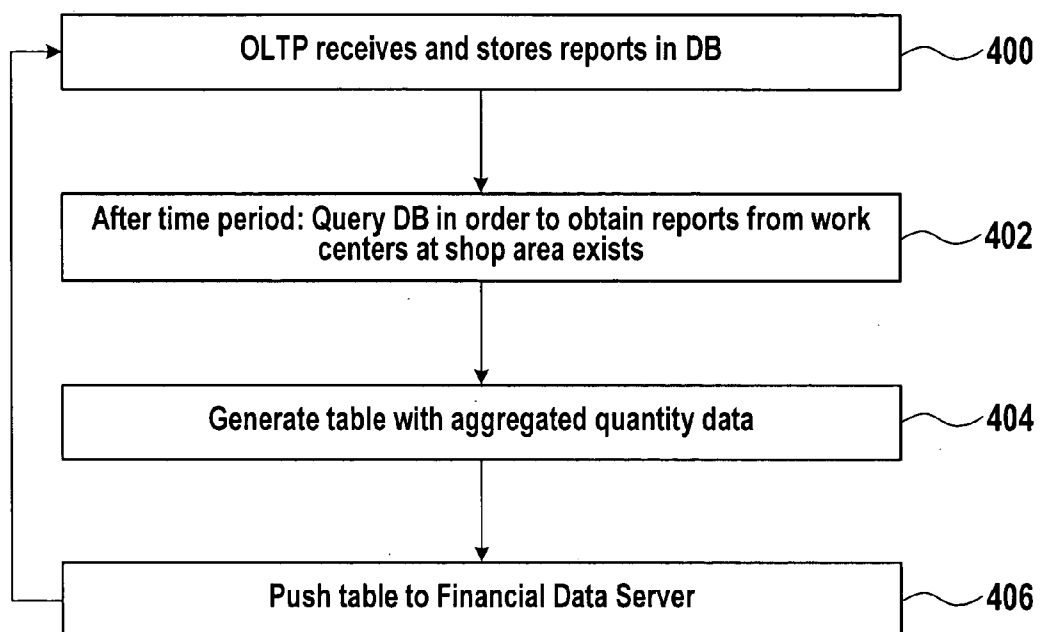 OLTP receives and stores reports in DB
400
After time period: Query DB in order to obtain reports from work
centers at shop area exists
402
Generate table with aggregated quantity data
404
Push table to Financial Data Server
406